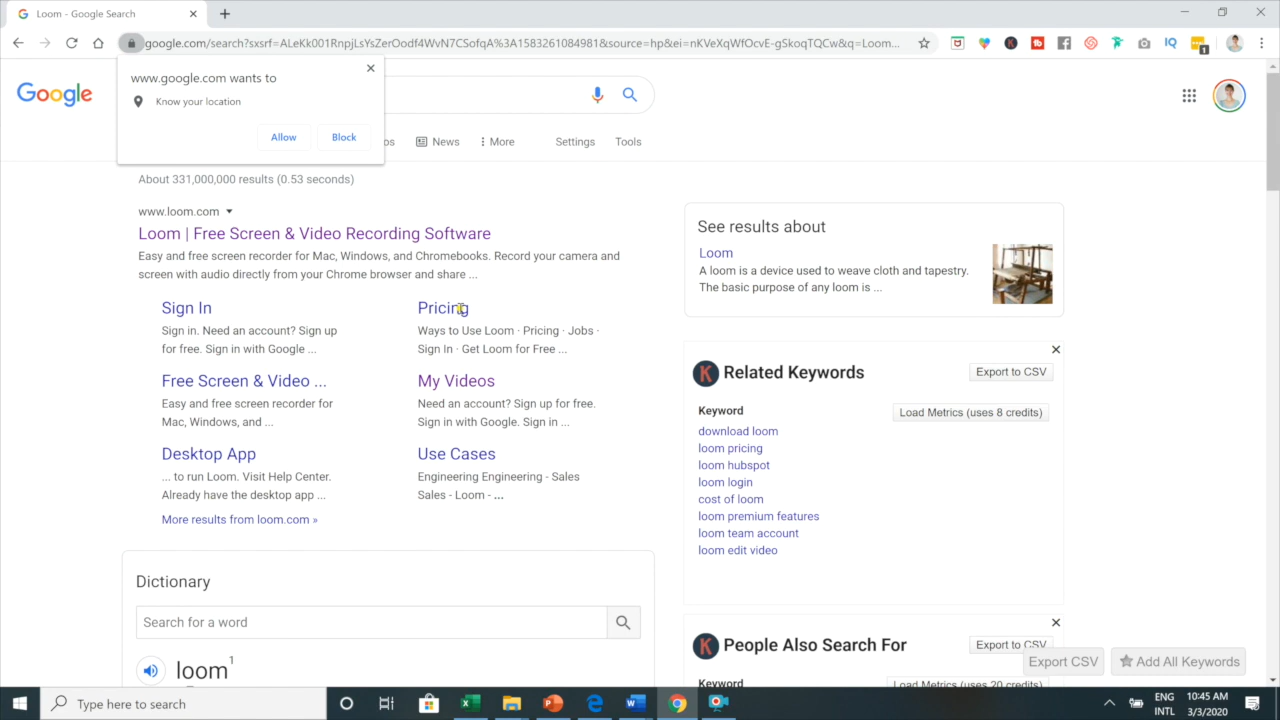 Loom - Google Search
google.com/search?sxsrf=ALeKk001RnpjLsYsZerOodf4WvN7CSofqA%3A1583261084981&source=hp&ei=nKVeXqWfOcvE-gSkoqTQCw&q=Loom...
IQ
1
www.google.com wants to
Know your location
Allow
Block
Google
os
News
More
Settings
Tools
About 331,000,000 results (0.53 seconds)
www.loom.com
Loom | Free Screen & Video Recording Software
Easy and free screen recorder for Mac, Windows, and Chromebooks. Record your camera and
screen with audio directly from your Chrome browser and share ...
Sign In
Sign in. Need an account? Sign up
for free. Sign in with Google ...
Pricing
Ways to Use Loom · Pricing · Jobs ·
Sign In · Get Loom for Free ...
Free Screen & Video ...
Easy and free screen recorder for
Mac, Windows, and ...
My Videos
Need an account? Sign up for free.
Sign in with Google. Sign in ...
Desktop App
... to run Loom. Visit Help Center.
Already have the desktop app ...
Use Cases
Engineering Engineering - Sales
Sales - Loom - ...
More results from loom.com »
Dictionary
Search for a word
loom1
See results about
Loom
A loom is a device used to weave cloth and tapestry.
The basic purpose of any loom is ...
K Related Keywords
Export to CSV
Keyword
Load Metrics (uses 8 credits)
download loom
loom pricing
loom hubspot
loom login
cost of loom
loom premium features
loom team account
loom edit video
K People Also Search For
Export to CSV
Keyword
Load Metrics (uses 20 credits)
Export CSV
Add All Keywords
Type here to search
ENG
INTL
10:45 AM
3/3/2020